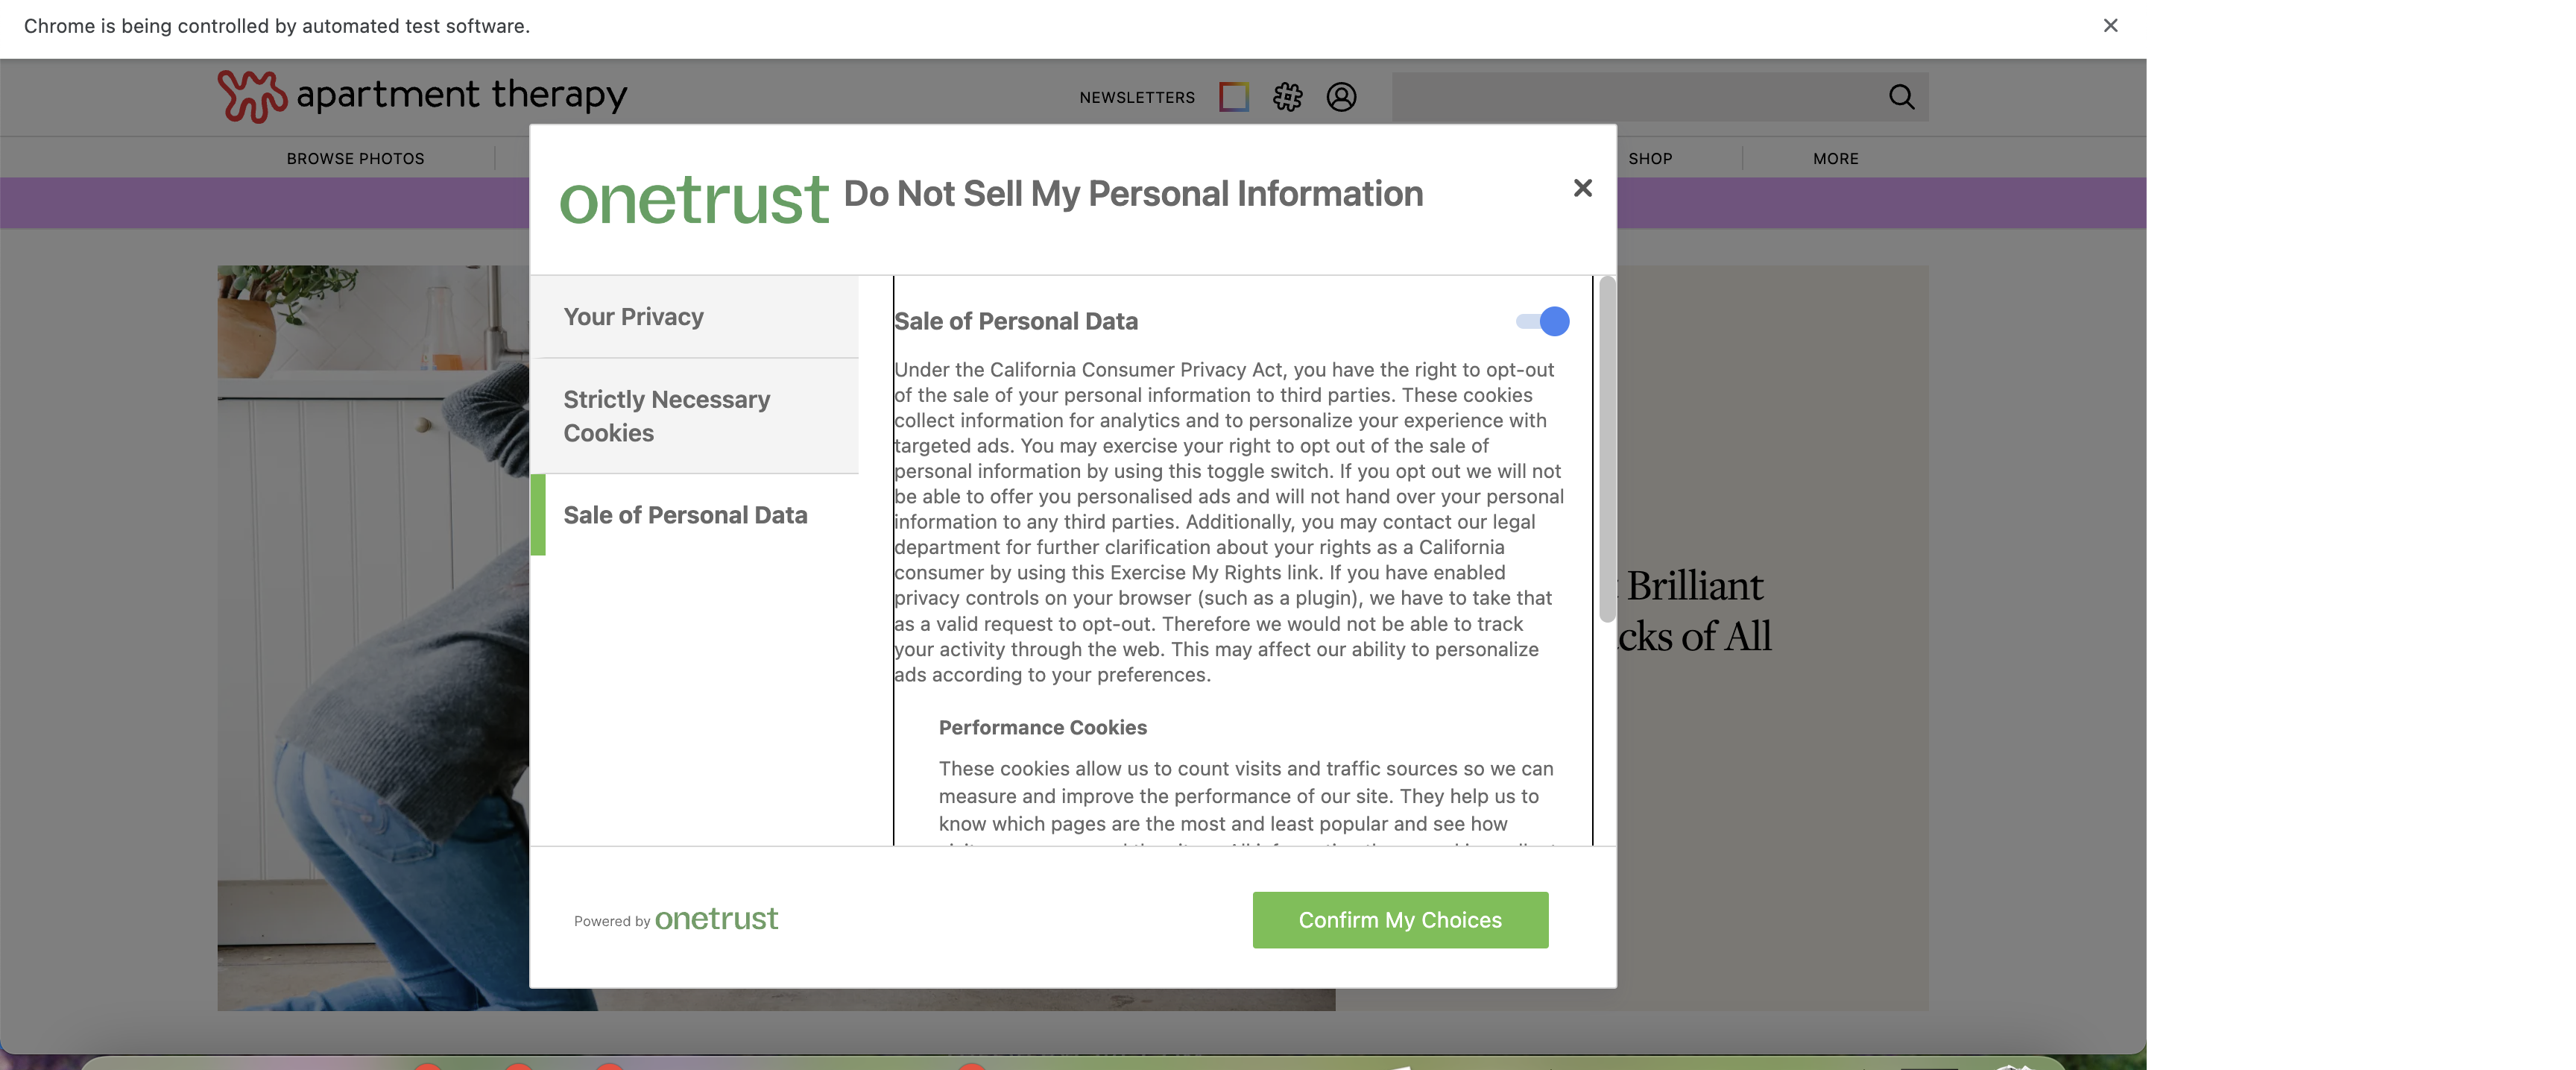 Chrome is being controlled by automated test software.
apartment therapy
NEWSLETTERS
BROWSE PHOTOS
SHOP
MORE
onetrust Do Not Sell My Personal Information
Your Privacy
Strictly Necessary
Cookies
Sale of Personal Data
Sale of Personal Data
Under the California Consumer Privacy Act, you have the right to opt-out
of the sale of your personal information to third parties. These cookies
collect information for analytics and to personalize your experience with
targeted ads. You may exercise your right to opt out of the sale of
personal information by using this toggle switch. If you opt out we will not
be able to offer you personalised ads and will not hand over your personal
information to any third parties. Additionally, you may contact our legal
department for further clarification about your rights as a California
consumer by using this Exercise My Rights link. If you have enabled
privacy controls on your browser (such as a plugin), we have to take that
as a valid request to opt-out. Therefore we would not be able to track
your activity through the web. This may affect our ability to personalize
ads according to your preferences.
Performance Cookies
These cookies allow us to count visits and traffic sources so we can
measure and improve the performance of our site. They help us to
know which pages are the most and least popular and see how
Brilliant
cks of All
Powered by onetrust
Confirm My Choices